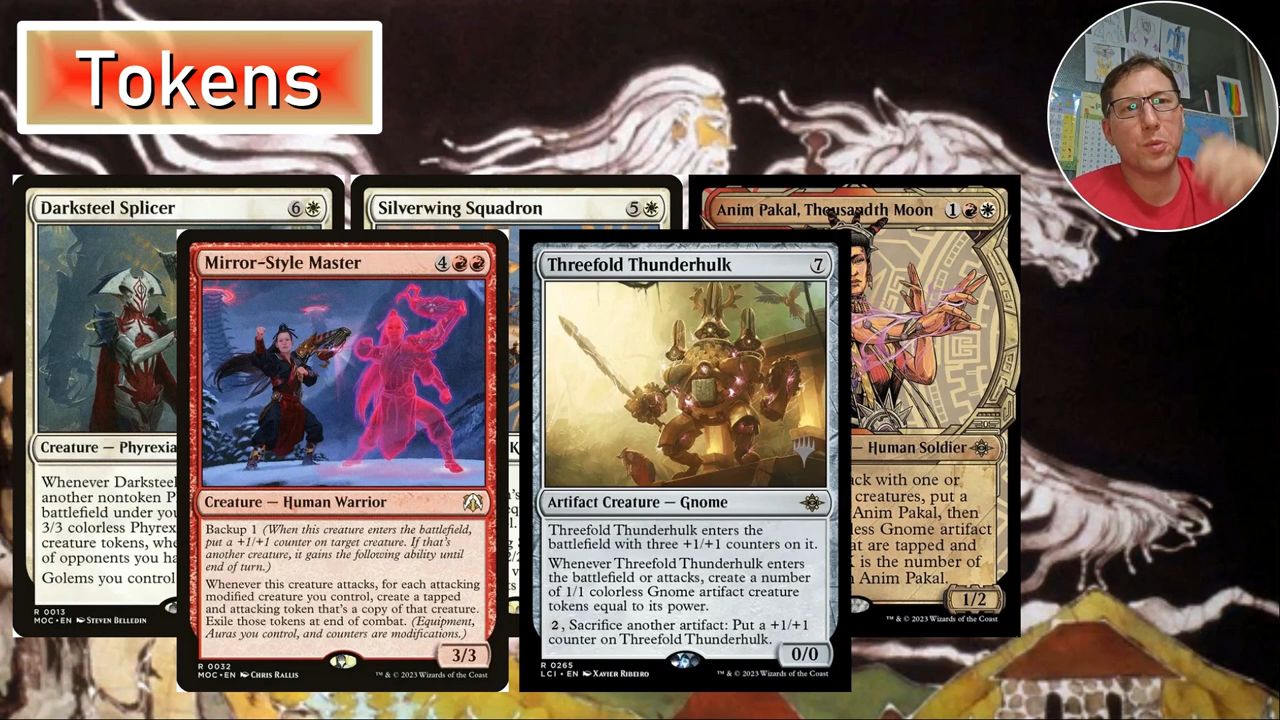 Tokens
Darksteel Splicer 6
Creature — Phyrexia
Whenever Darksteel
another nontoken P
battlefield under you
3/3 colorless Phyrex
creature tokens, whe
of opponents you ha
Golems you control
R 0013
MOC • EN Steven Belledin
Silverwing Squadron 5
Anim Pakal, Thousandth Moon 1
— Human Soldier
ack with one or
creatures, put a
Anim Pakal, then
less Gnome artifact
at are tapped and
X is the number of
Anim Pakal.
1/2
™ & © 2023 Wizards of the Coast
Mirror-Style Master 4
Creature — Human Warrior
Backup 1 (When this creature enters the battlefield,
put a +1/+1 counter on target creature. If that's
another creature, it gains the following ability until
end of turn.)
Whenever this creature attacks, for each attacking
modified creature you control, create a tapped
and attacking token that's a copy of that creature.
Exile those tokens at end of combat. (Equipment,
Auras you control, and counters are modifications.)
3/3
R 0032
MOC • EN Chris Rallis
™ & © 2023 Wizards of the Coast
Threefold Thunderhulk 7
Artifact Creature — Gnome
Threefold Thunderhulk enters the
battlefield with three +1/+1 counters on it.
Whenever Threefold Thunderhulk enters
the battlefield or attacks, create a number
of 1/1 colorless Gnome artifact creature
tokens equal to its power.
2, Sacrifice another artifact: Put a +1/+1
counter on Threefold Thunderhulk.
0/0
R 0265
LCI • EN Xavier Ribeiro
™ & © 2023 Wizards of the Coast